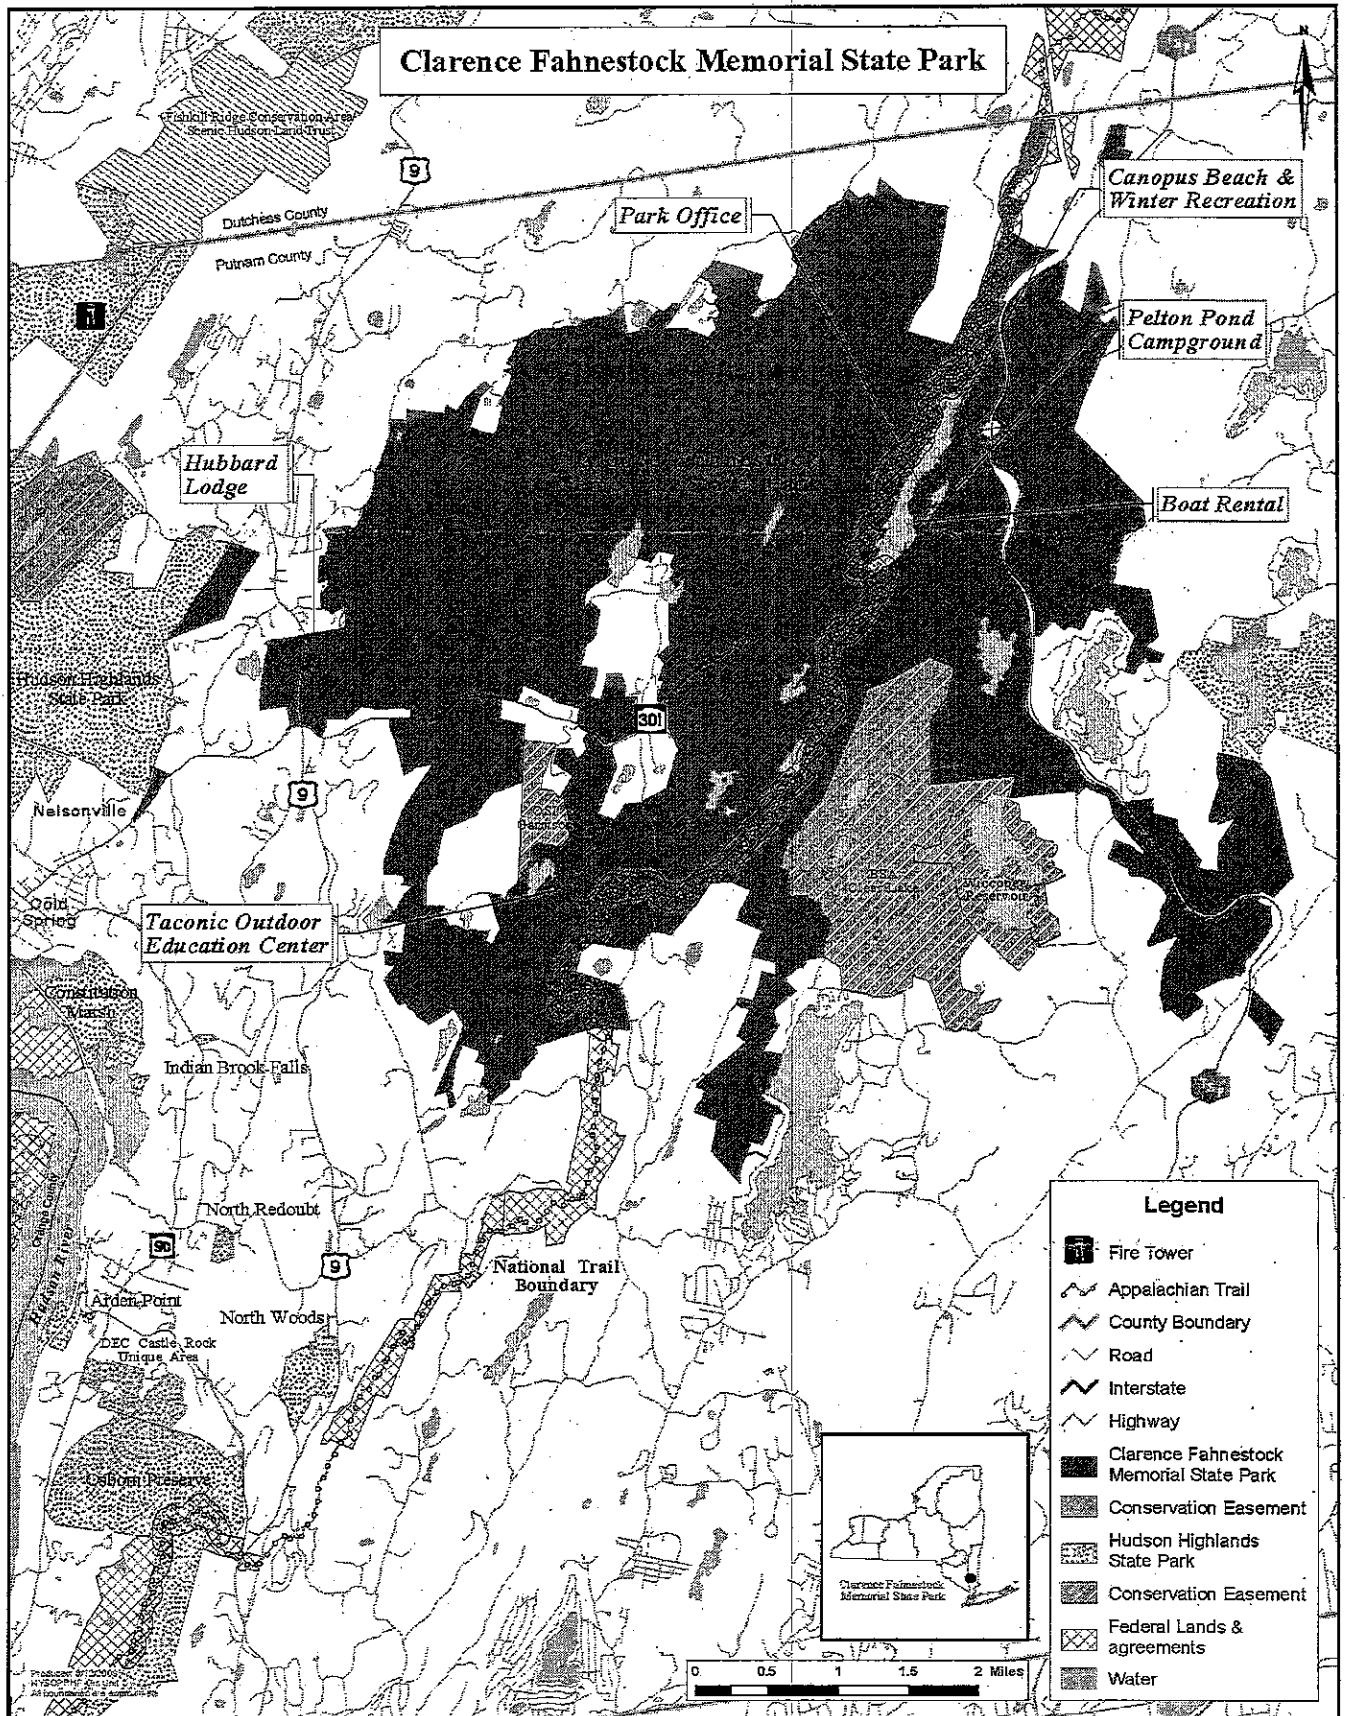 Clarence Fahnestock Memorial State Park
N
Fishkill Ridge Conservation Area
Scenic Hudson Land Trust
9
Canopus Beach &
Winter Recreation
Park Office
Dutchess County
Putnam County
Pelton Pond
Campground
Hubbard
Lodge
Boat Rental
Hudson Highlands
State Park
301
9
Nelsonville
Cold
Spring
Taconic Outdoor
Education Center
Reservoir
Constitution
Marsh
Indian Brook Falls
Orange County
Hudson River
North Redoubt
9D
9
National Trail
Boundary
Arden Point
North Woods
DEC Castle Rock
Unique Area
Osborn Preserve
Legend
Fire Tower
Appalachian Trail
County Boundary
Road
Interstate
Highway
Clarence Fahnestock
Memorial State Park
Conservation Easement
Hudson Highlands
State Park
Conservation Easement
Federal Lands &
agreements
Water
Clarence Fahnestock
Memorial State Park
0 0.5 1 1.5 2 Miles